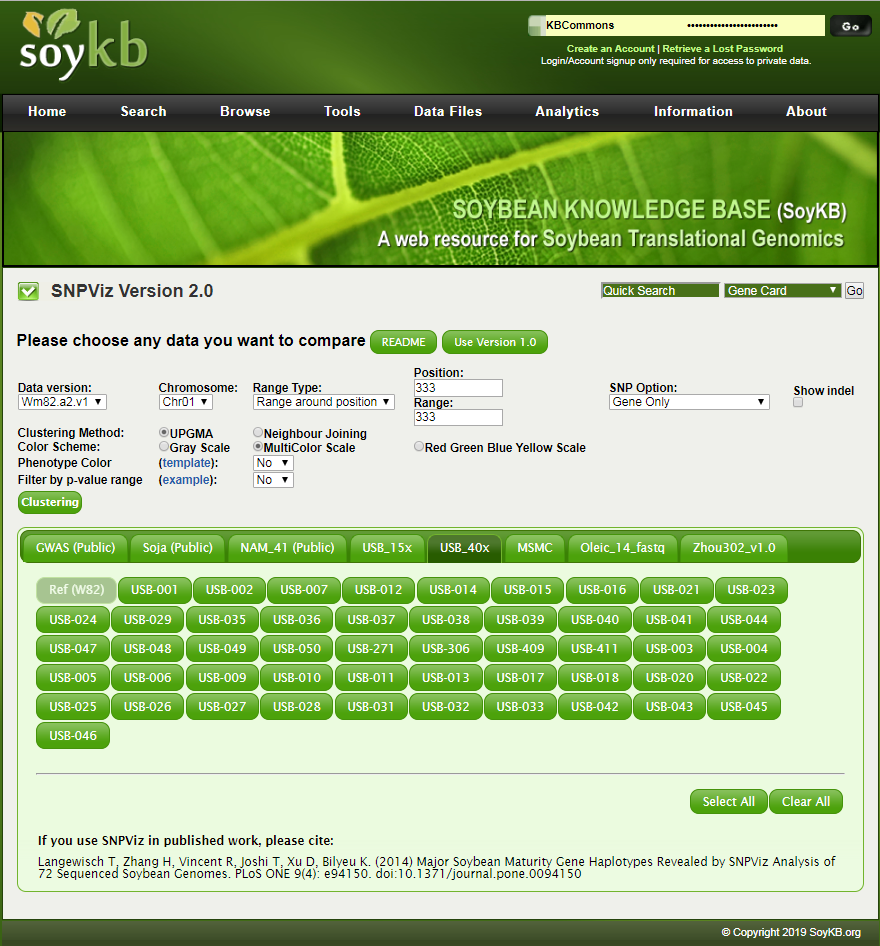 soykb
KBCommons ••••••••••••••••••••••• Go
Create an Account | Retrieve a Lost Password
Login/Account signup only required for access to private data.
Home Search Browse Tools Data Files Analytics Information About
SOYBEAN KNOWLEDGE BASE (SoyKB)
A web resource for Soybean Translational Genomics
SNPViz Version 2.0 Quick Search Gene Card Go
Please choose any data you want to compare README Use Version 1.0
Data version: Chromosome: Range Type: Position: SNP Option: Show indel
Wm82.a2.v1 Chr01 Range around position 333 Gene Only
Range:
333
Clustering Method: UPGMA Neighbour Joining
Color Scheme: Gray Scale MultiColor Scale Red Green Blue Yellow Scale
Phenotype Color (template): No
Filter by p-value range (example): No
Clustering
GWAS (Public) Soja (Public) NAM_41 (Public) USB_15x USB_40x MSMC Oleic_14_fastq Zhou302_v1.0
Ref (W82) USB-001 USB-002 USB-007 USB-012 USB-014 USB-015 USB-016 USB-021 USB-023
USB-024 USB-029 USB-035 USB-036 USB-037 USB-038 USB-039 USB-040 USB-041 USB-044
USB-047 USB-048 USB-049 USB-050 USB-271 USB-306 USB-409 USB-411 USB-003 USB-004
USB-005 USB-006 USB-009 USB-010 USB-011 USB-013 USB-017 USB-018 USB-020 USB-022
USB-025 USB-026 USB-027 USB-028 USB-031 USB-032 USB-033 USB-042 USB-043 USB-045
USB-046
Select All Clear All
If you use SNPViz in published work, please cite:
Langewisch T, Zhang H, Vincent R, Joshi T, Xu D, Bilyeu K. (2014) Major Soybean Maturity Gene Haplotypes Revealed by SNPViz Analysis of
72 Sequenced Soybean Genomes. PLoS ONE 9(4): e94150. doi:10.1371/journal.pone.0094150
© Copyright 2019 SoyKB.org